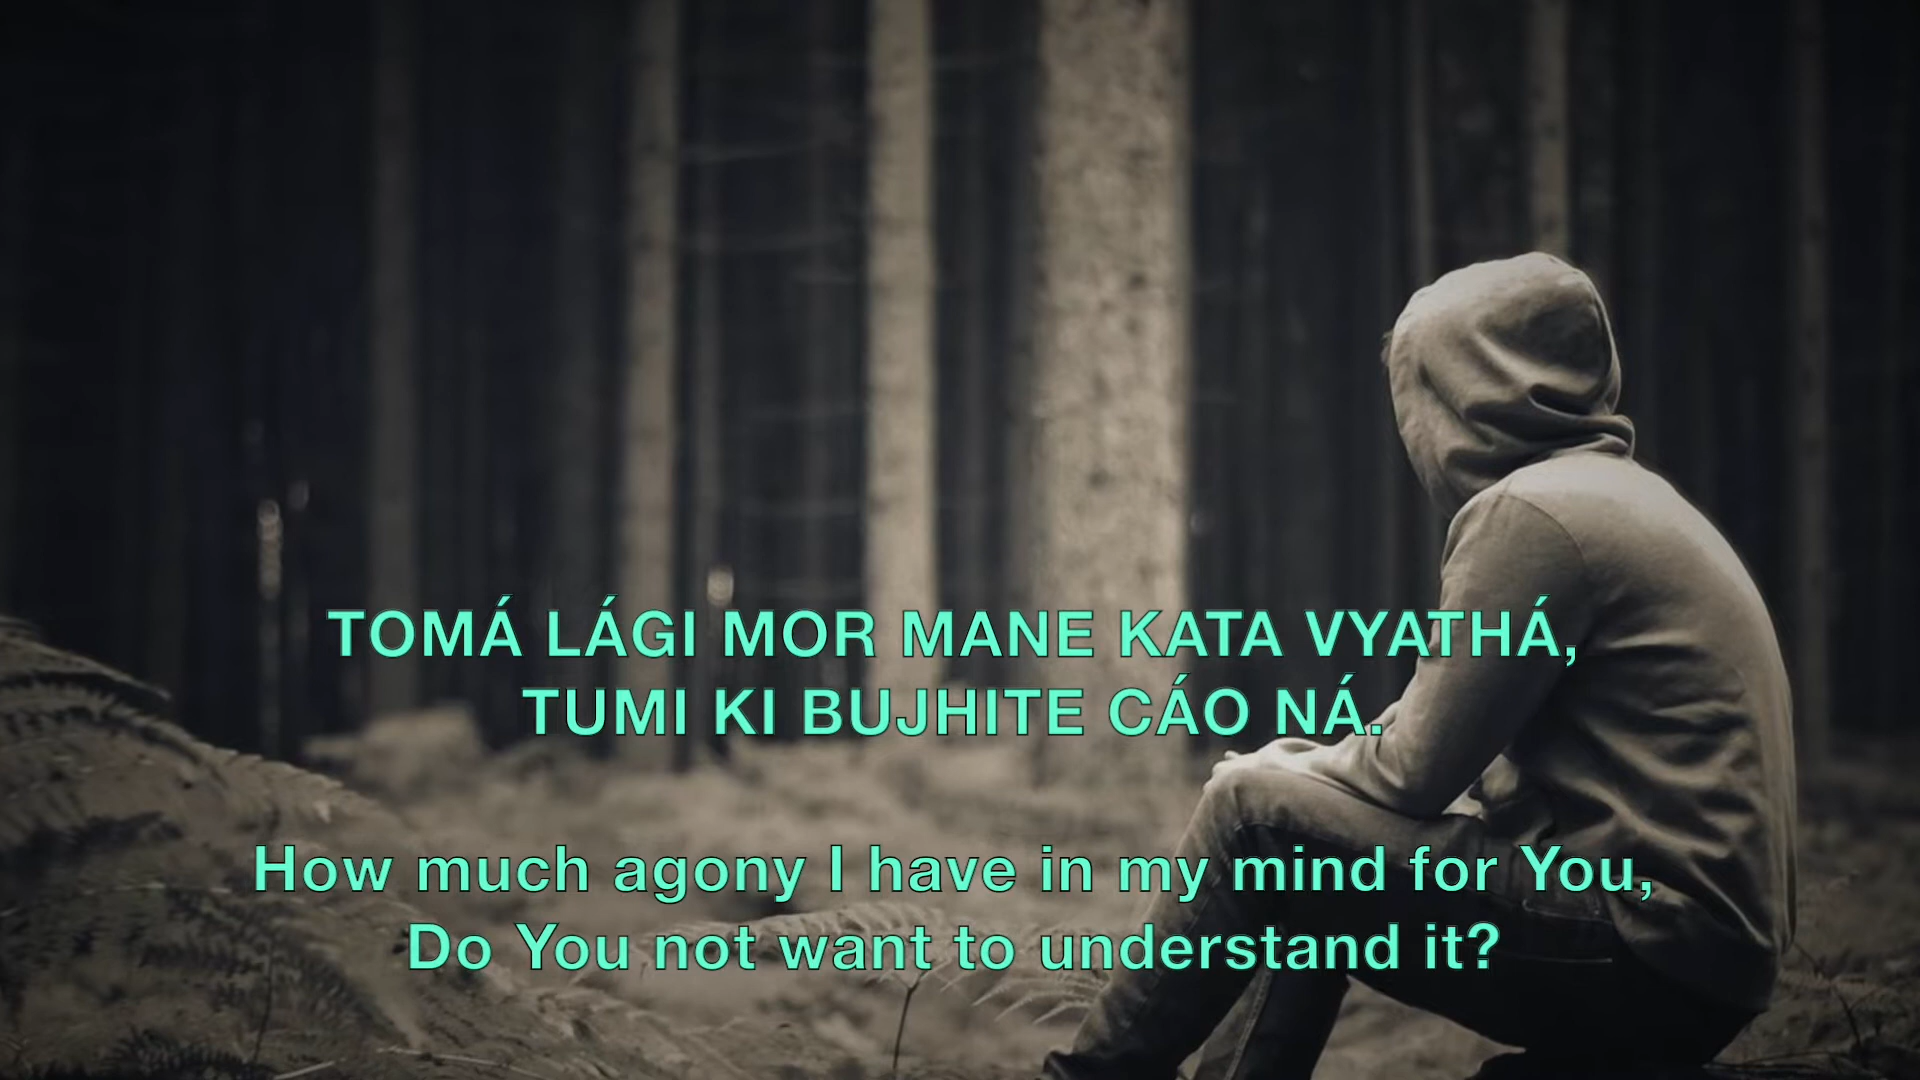 TOMÁ LÁGI MOR MANE KATA VYATHÁ,
TUMI KI BUJHITE CÁO NÁ.
How much agony I have in my mind for You,
Do You not want to understand it?